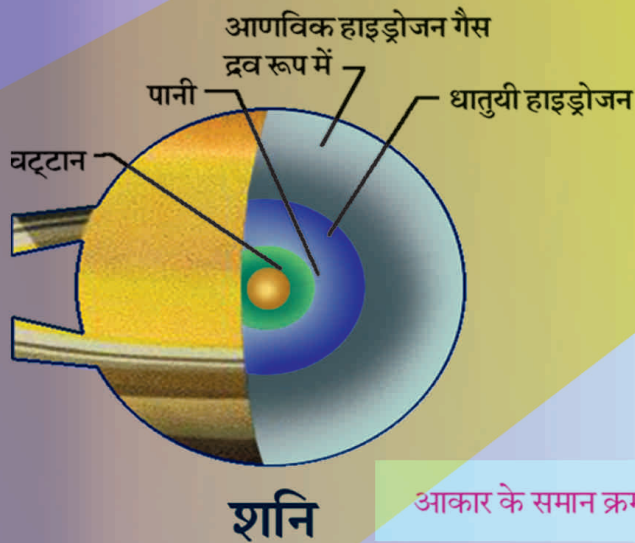 आणविक हाइड्रोजन गैस
द्रव रूप में
पानी
धातुयी हाइड्रोजन
चट्टान
शनि
आकार के समान